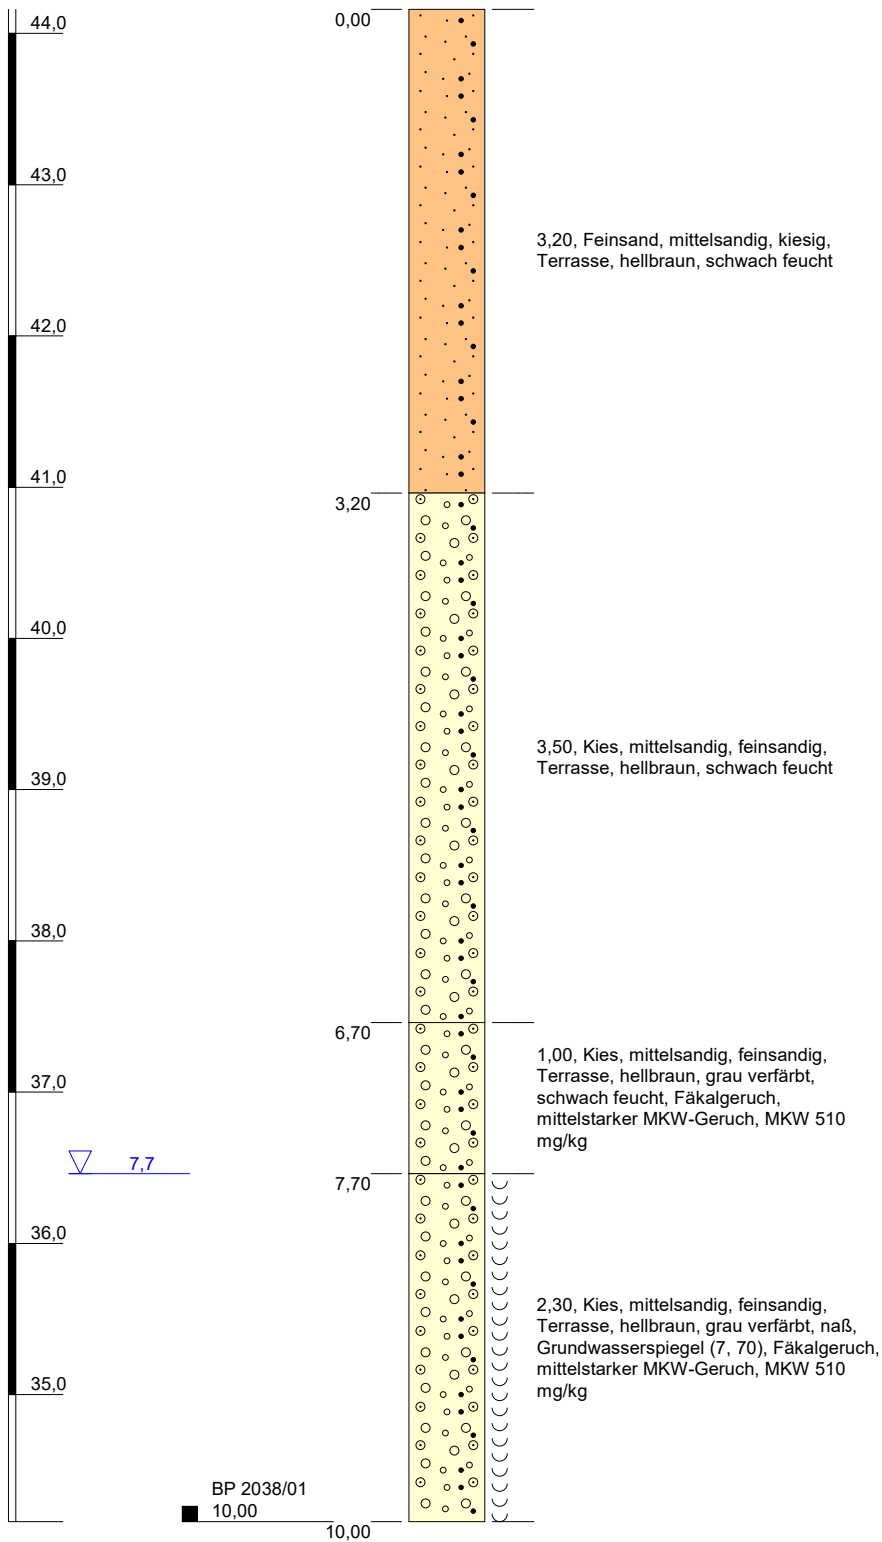 44,0
0,00
43,0
3,20, Feinsand, mittelsandig, kiesig,
Terrasse, hellbraun, schwach feucht
42,0
41,0
3,20
40,0
3,50, Kies, mittelsandig, feinsandig,
Terrasse, hellbraun, schwach feucht
39,0
38,0
6,70
1,00, Kies, mittelsandig, feinsandig,
Terrasse, hellbraun, grau verfärbt,
schwach feucht, Fäkalgeruch,
mittelstarker MKW-Geruch, MKW 510
mg/kg
37,0
7,7
7,70
36,0
2,30, Kies, mittelsandig, feinsandig,
Terrasse, hellbraun, grau verfärbt, naß,
Grundwasserspiegel (7, 70), Fäkalgeruch,
mittelstarker MKW-Geruch, MKW 510
mg/kg
35,0
BP 2038/01
10,00
10,00